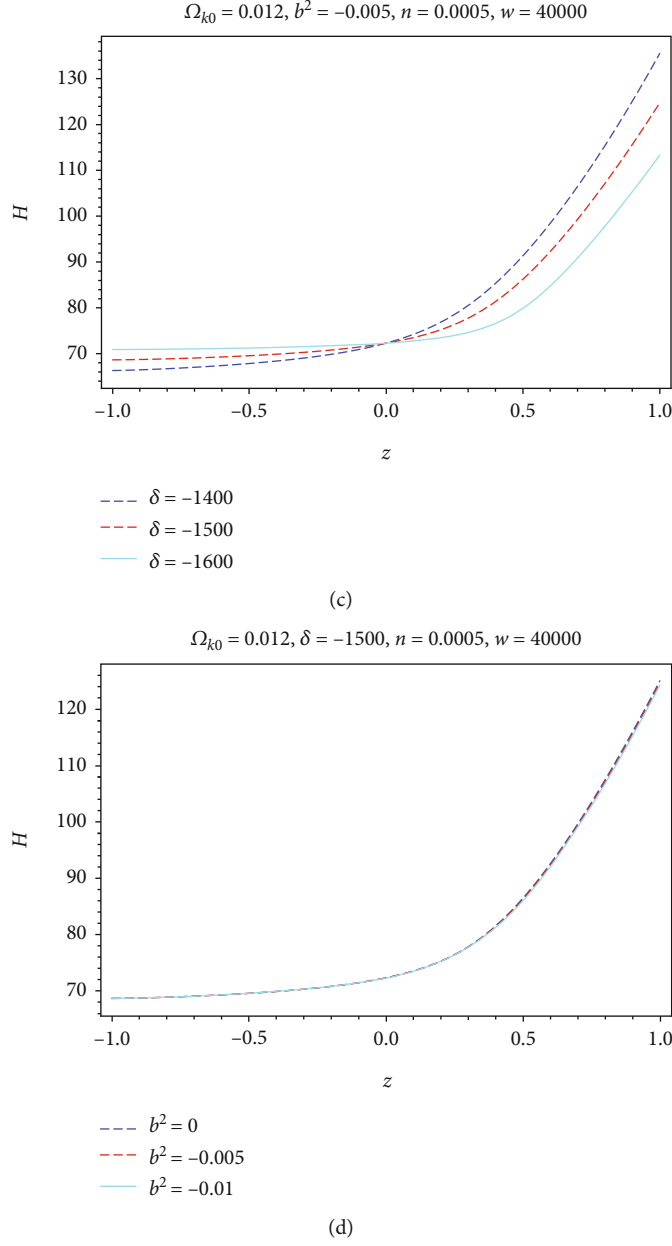 Ωk0 = 0.012, b² = –0.005, n = 0.0005, w = 40000
130
120
110
100
90
80
70
H
–1.0 –0.5 0.0 0.5 1.0
z
δ = –1400
δ = –1500
δ = –1600
(c)
Ωk0 = 0.012, δ = –1500, n = 0.0005, w = 40000
120
110
100
90
80
70
H
–1.0 –0.5 0.0 0.5 1.0
z
b² = 0
b² = –0.005
b² = –0.01
(d)